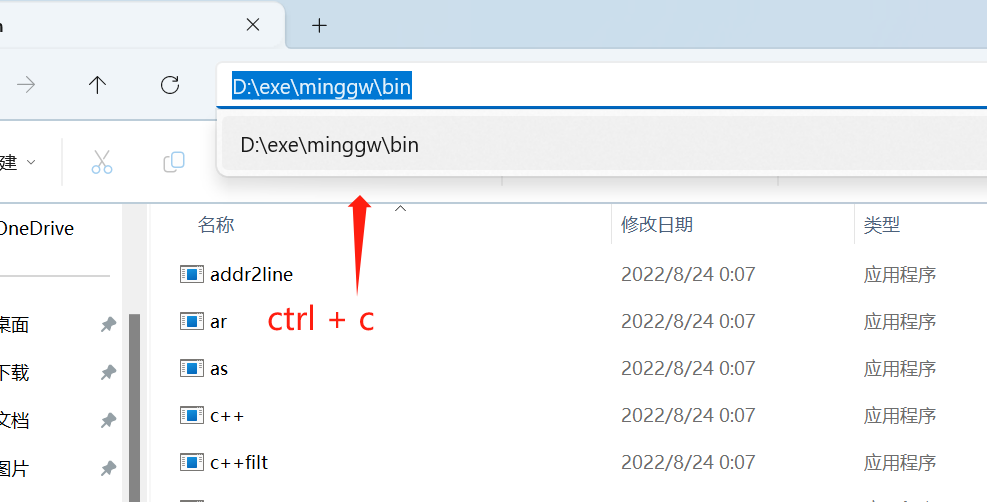 D:\exe\minggw\bin
D:\exe\minggw\bin
建
名称 修改日期 类型
OneDrive
addr2line 2022/8/24 0:07 应用程序
ctrl + c
桌面 ar 2022/8/24 0:07 应用程序
下载 as 2022/8/24 0:07 应用程序
文档 c++ 2022/8/24 0:07 应用程序
图片 c++filt 2022/8/24 0:07 应用程序